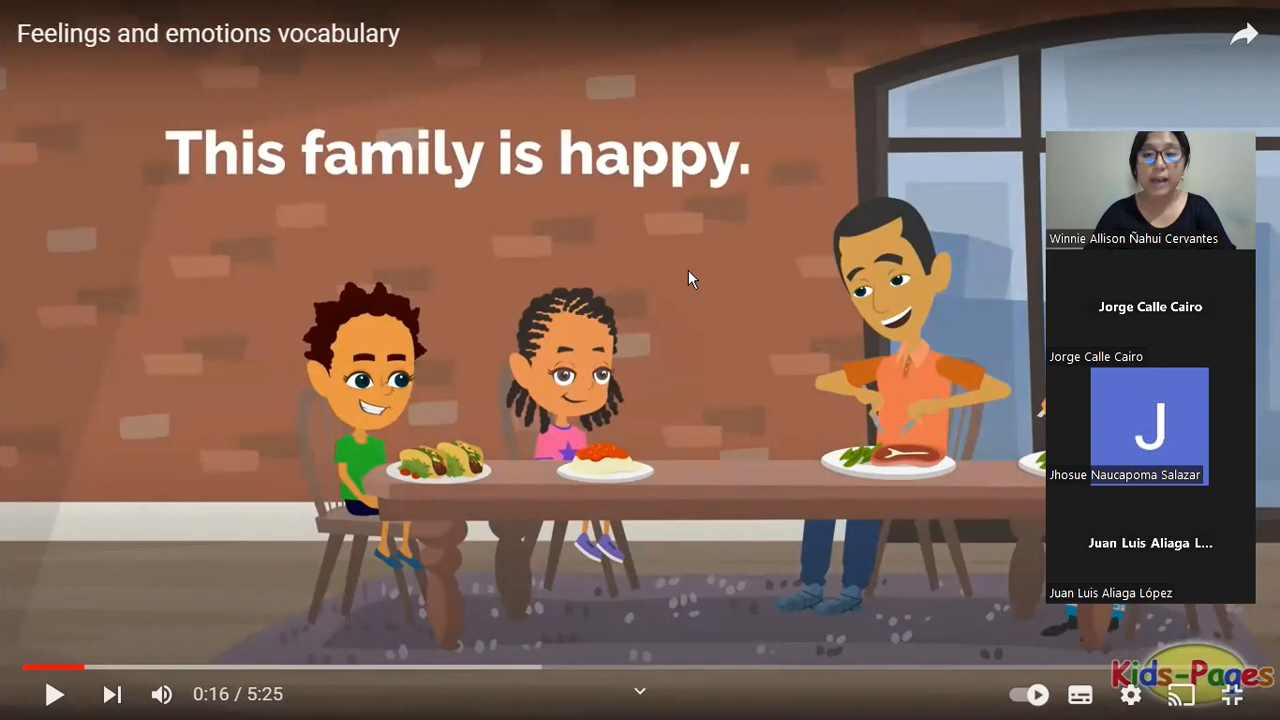 Feelings and emotions vocabulary
This family is happy.
Winnie Allison Ñahui Cervantes
Jorge Calle Cairo
Jorge Calle Cairo
J
Jhosue Naucapoma Salazar
Juan Luis Aliaga L...
Juan Luis Aliaga López
Kids-Pages
0:16 / 5:25